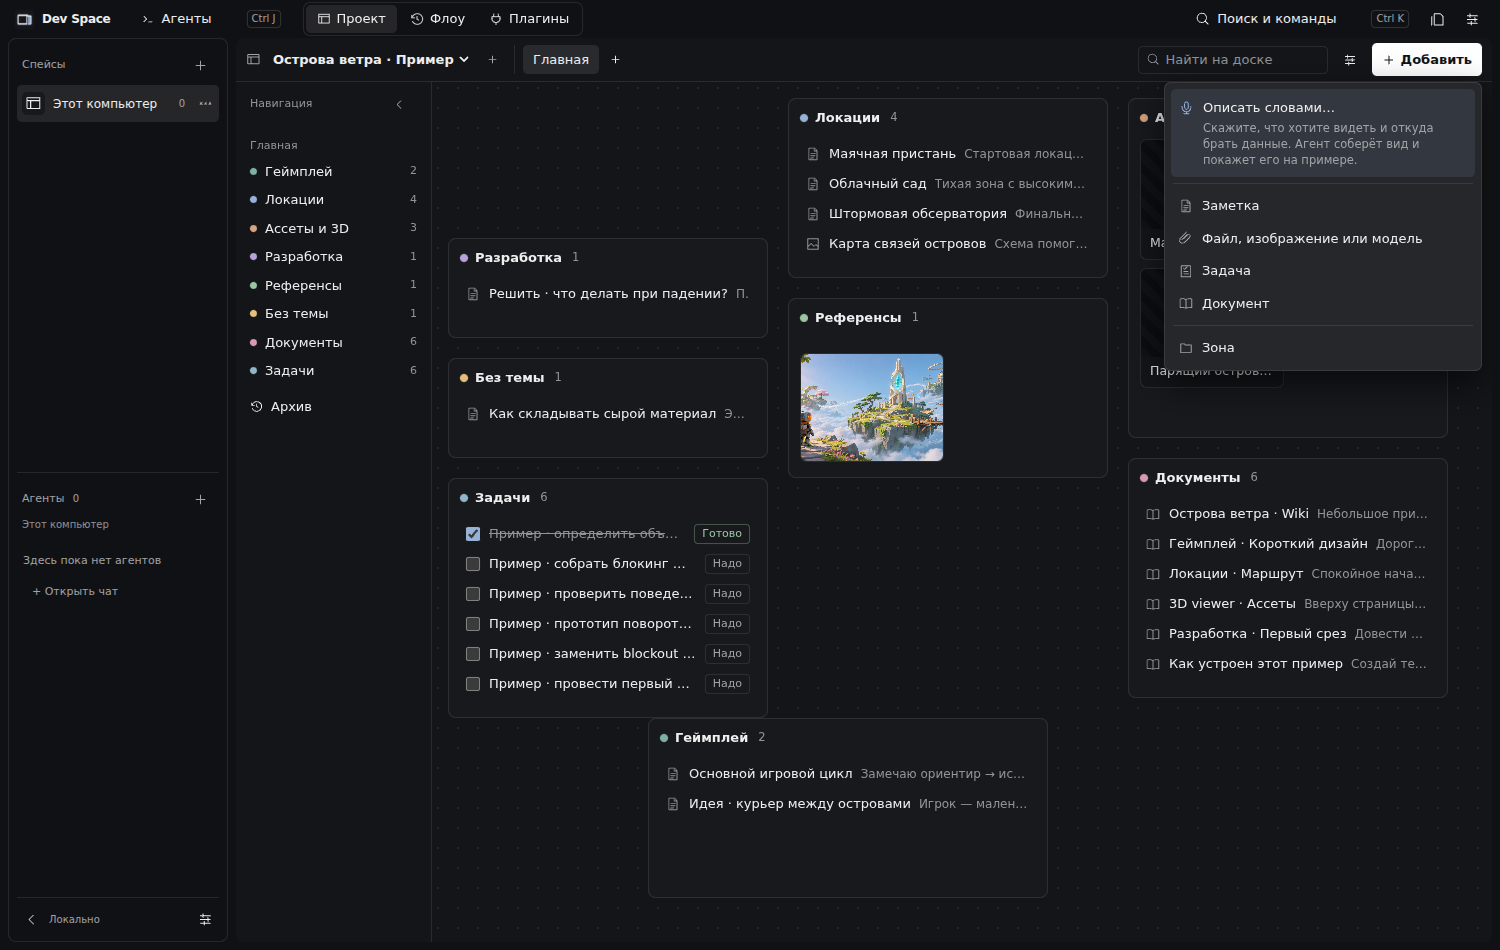 Dev Space
Агенты
Ctrl J
Проект
Флоу
Плагины
Поиск и команды
Ctrl K
Спейсы
Этот компьютер 0
Агенты 0
Этот компьютер
Здесь пока нет агентов
+ Открыть чат
Локально
Острова ветра · Пример
Главная
Найти на доске
Добавить
Навигация
Главная
Геймплей 2
Локации 4
Ассеты и 3D 3
Разработка 1
Референсы 1
Без темы 1
Документы 6
Задачи 6
Архив
Разработка 1
Решить · что делать при падении? П.
Без темы 1
Как складывать сырой материал Э…
Задачи 6
Пример · определить объ… Готово
Пример · собрать блокинг … Надо
Пример · проверить поведе… Надо
Пример · прототип поворот… Надо
Пример · заменить blockout … Надо
Пример · провести первый … Надо
Локации 4
Маячная пристань Стартовая локац…
Облачный сад Тихая зона с высоким…
Штормовая обсерватория Финальн…
Карта связей островов Схема помог…
Референсы 1
Геймплей 2
Основной игровой цикл Замечаю ориентир → ис…
Идея · курьер между островами Игрок — мален…
А
Ма
Парящий остров…
Описать словами…
Скажите, что хотите видеть и откуда
брать данные. Агент соберёт вид и
покажет его на примере.
Заметка
Файл, изображение или модель
Задача
Документ
Зона
Документы 6
Острова ветра · Wiki Небольшое при…
Геймплей · Короткий дизайн Дорог…
Локации · Маршрут Спокойное нача…
3D viewer · Ассеты Вверху страницы…
Разработка · Первый срез Довести …
Как устроен этот пример Создай те…